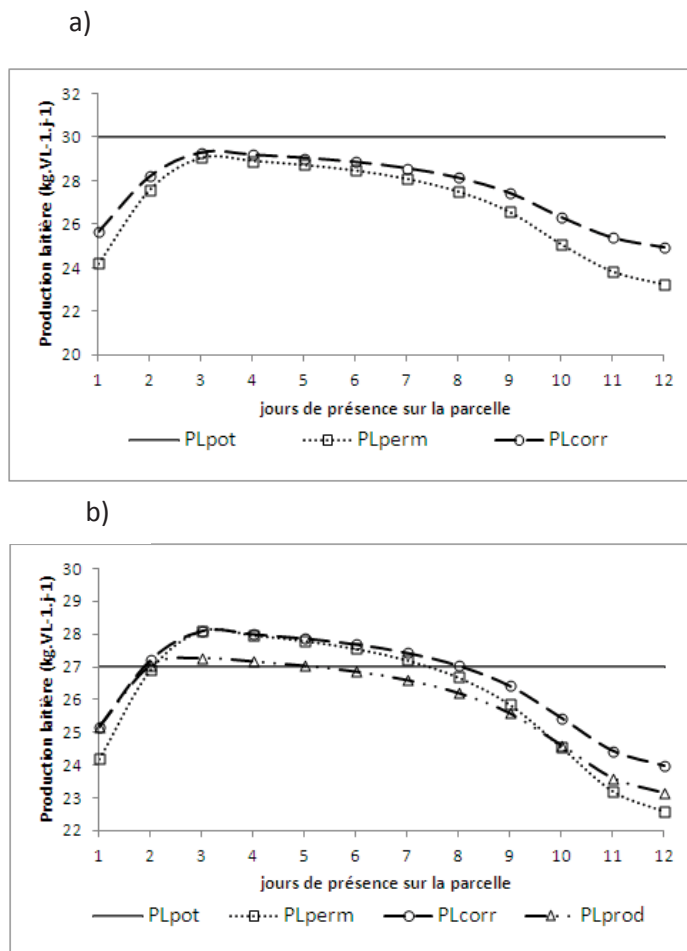 a)
32
30
28
26
24
22
20
Production laitière (kg.VL-1.j-1)
1 2 3 4 5 6 7 8 9 10 11 12
jours de présence sur la parcelle
PLpot PLperm PLcorr
b)
30
29
28
27
26
25
24
23
22
Production laitière (kg.VL-1.j-1)
1 2 3 4 5 6 7 8 9 10 11 12
jours de présence sur la parcelle
PLpot PLperm PLcorr PLprod